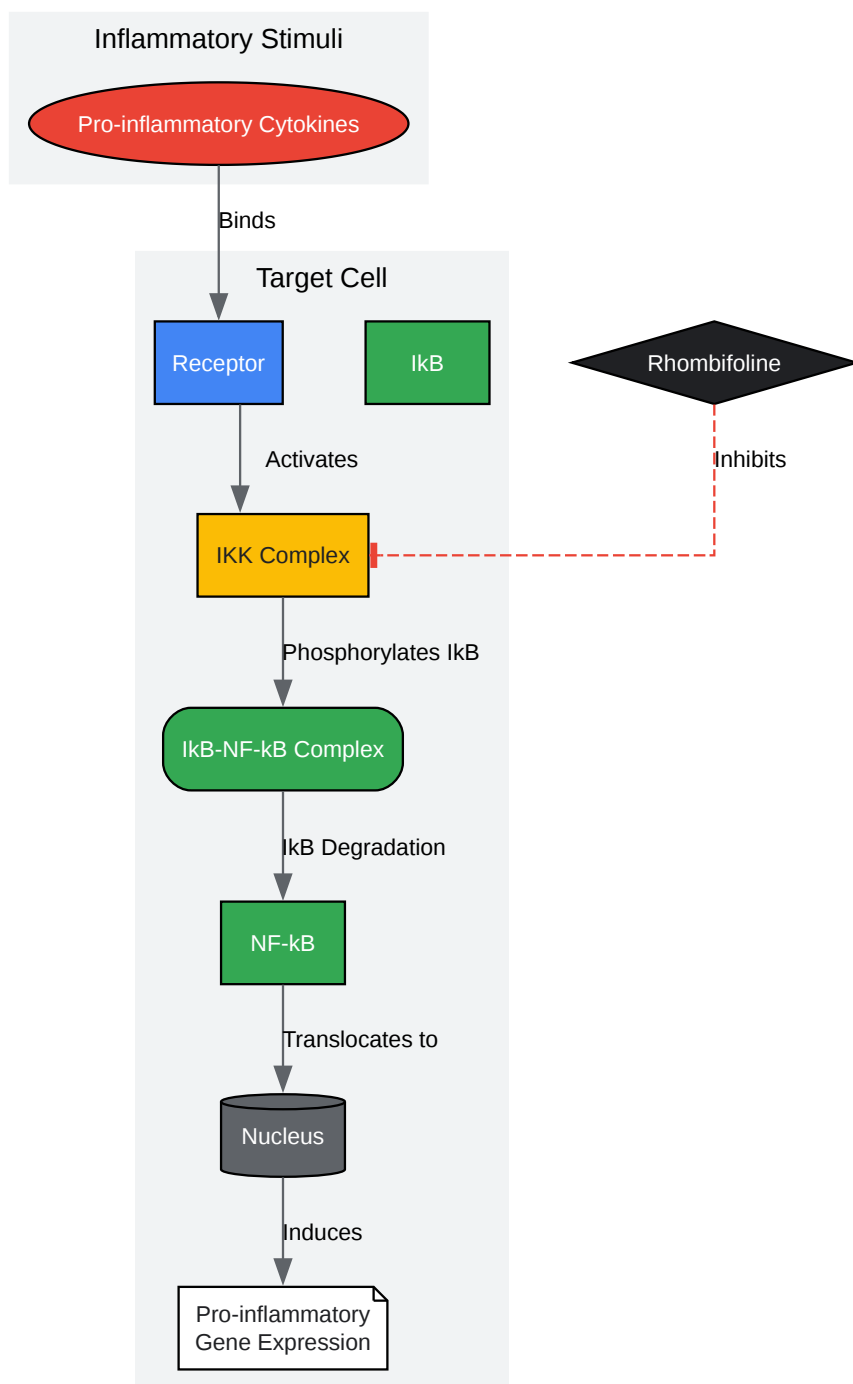 Inflammatory Stimuli
Pro-inflammatory Cytokines
Binds
Target Cell
Receptor
IkB
Rhombifoline
Activates
Inhibits
IKK Complex
Phosphorylates IkB
IkB-NF-kB Complex
IkB Degradation
NF-kB
Translocates to
Nucleus
Induces
Pro-inflammatory
Gene Expression